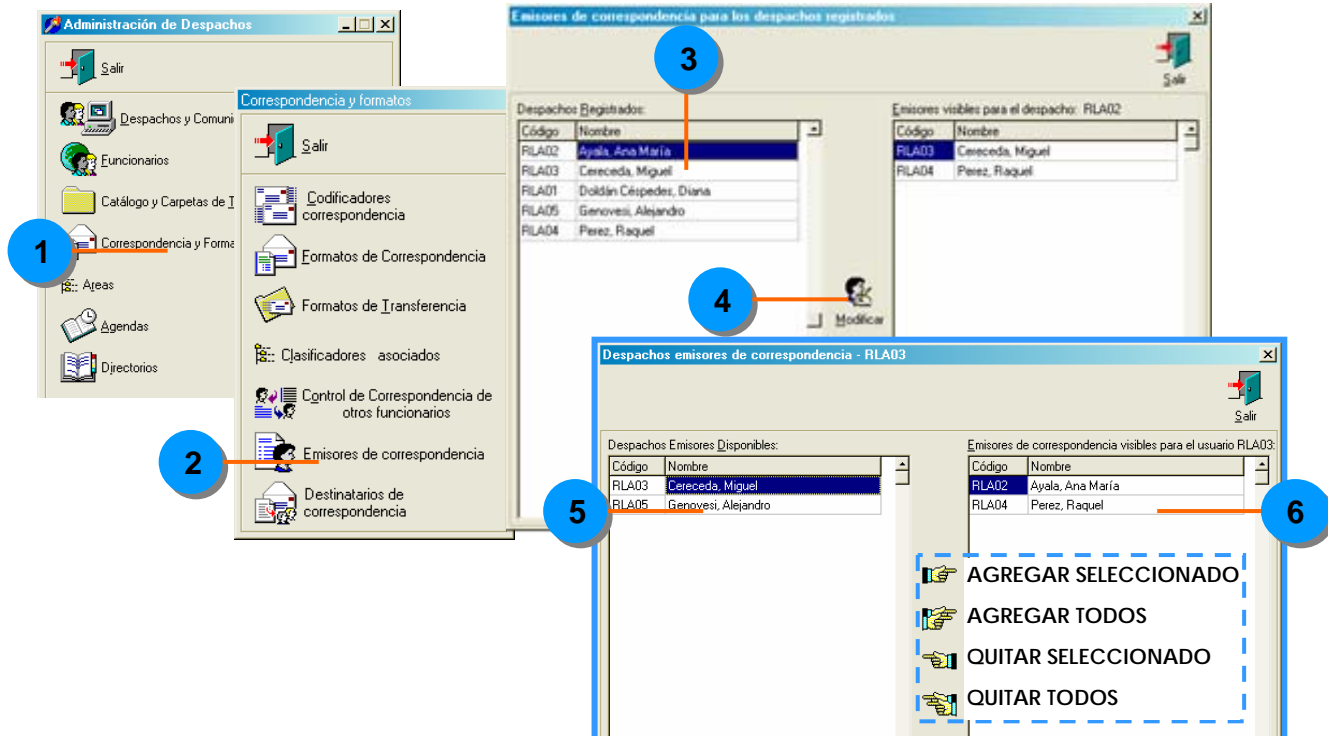 Administración de Despachos
Salir
Despachos y Comuni
Funcionarios
Catálogo y Carpetas de T
1
Correspondencia y Forma
Areas
Agendas
Directorios
Correspondencia y formatos
Salir
Codificadores
correspondencia
Formatos de Correspondencia
Formatos de Transferencia
Clasificadores asociados
Control de Correspondencia de
otros funcionarios
2
Emisores de correspondencia
Destinatarios de
correspondencia
Emisores de correspondencia para los despachos registrados
3
Salir
Despachos Registrados:
Código Nombre
RLA02 Ayala, Ana María
RLA03 Cereceda, Miguel
RLA01 Doldán Céspedes, Diana
RLA05 Genovesi, Alejandro
RLA04 Perez, Raquel
4
Modificar
Emisores visibles para el despacho: RLA02
Código Nombre
RLA03 Cereceda, Miguel
RLA04 Perez, Raquel
Despachos emisores de correspondencia - RLA03
Salir
Despachos Emisores Disponibles:
Código Nombre
RLA03 Cereceda, Miguel
RLA05 Genovesi, Alejandro
5
Emisores de correspondencia visibles para el usuario RLA03:
Código Nombre
RLA02 Ayala, Ana María
RLA04 Perez, Raquel
6
AGREGAR SELECCIONADO
AGREGAR TODOS
QUITAR SELECCIONADO
QUITAR TODOS